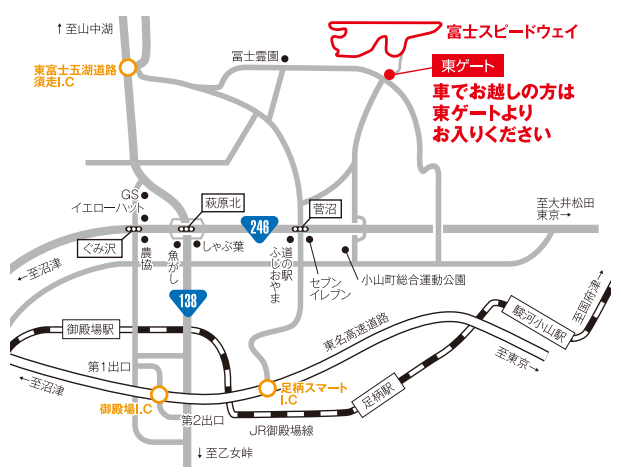 ↑至山中湖
富士スピードウェイ
富士霊園
東ゲート
東富士五湖道路
須走I.C
車でお越しの方は
東ゲートより
お入りください
GS
イエローハット
萩原北
菅沼
至大井松田
東京→
246
ぐみ沢
←至沼津
農協
魚がし
しゃぶ葉
道の駅
ふじおやま
セブン
イレブン
小山町総合運動公園
138
御殿場駅
東名高速道路
駿河小山駅
至国府津→
第1出口
至東京→
←至沼津
足柄スマート
I.C
足柄駅
御殿場I.C
第2出口
JR御殿場線
↓至乙女峠